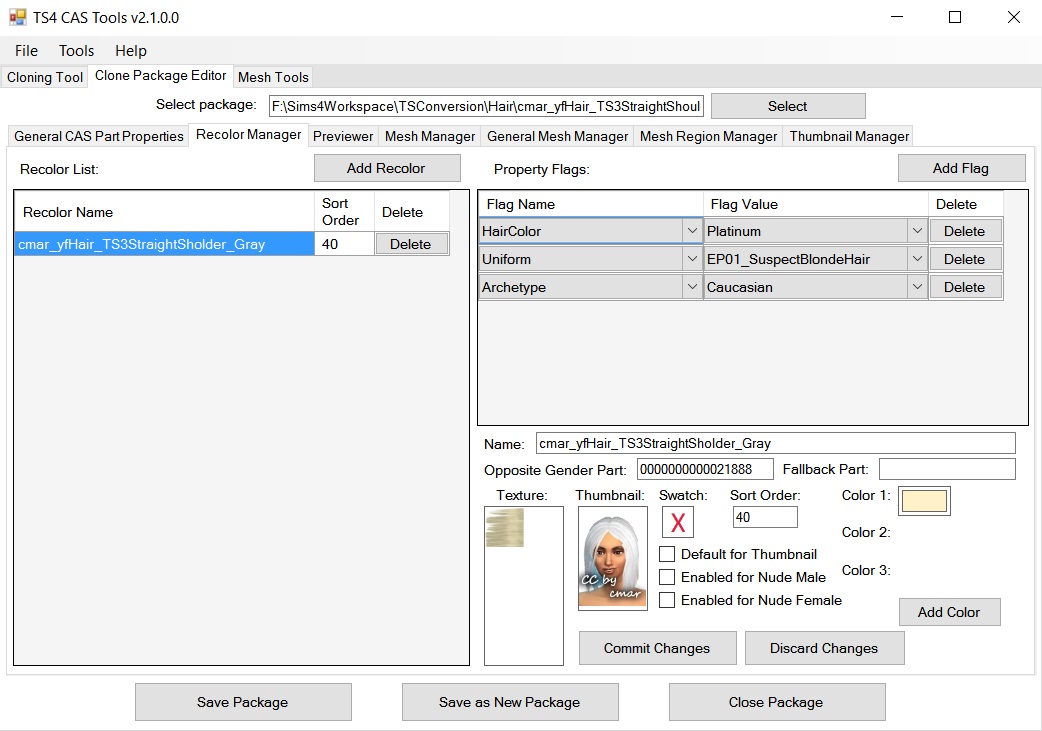 TS4 CAS Tools v2.1.0.0
File Tools Help
Cloning Tool Clone Package Editor Mesh Tools
Select package: F:\Sims4Workspace\TSConversion\Hair\cmar_yfHair_TS3StraightShoul Select
General CAS Part Properties Recolor Manager Previewer Mesh Manager General Mesh Manager Mesh Region Manager Thumbnail Manager
Recolor List: Add Recolor
Recolor Name Sort Order Delete
cmar_yfHair_TS3StraightSholder_Gray 40 Delete
Property Flags: Add Flag
Flag Name Flag Value Delete
HairColor Platinum Delete
Uniform EP01_SuspectBlondeHair Delete
Archetype Caucasian Delete
Name: cmar_yfHair_TS3StraightSholder_Gray
Opposite Gender Part: 0000000000021888 Fallback Part:
Texture: Thumbnail: Swatch: Sort Order: Color 1:
X 40
Color 2:
Default for Thumbnail
Enabled for Nude Male Color 3:
CC by
cmar
Enabled for Nude Female
Add Color
Commit Changes Discard Changes
Save Package Save as New Package Close Package